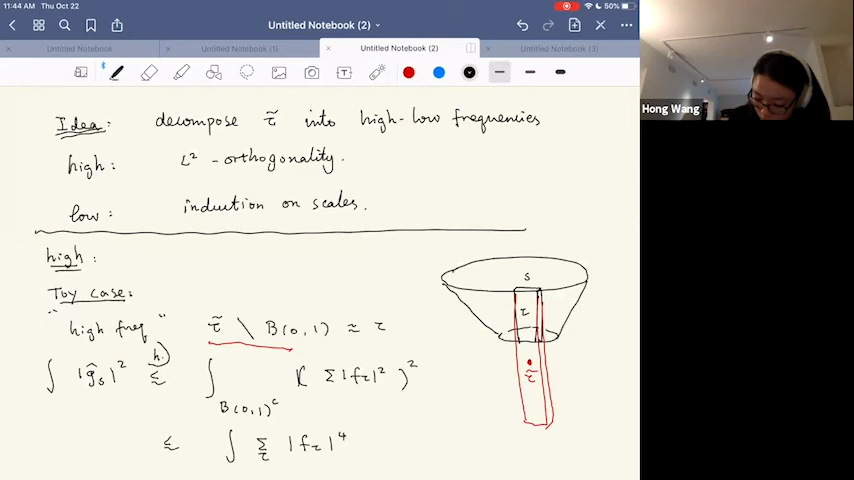 11:44 AM Thu Oct 22
50%
Untitled Notebook (2)
Untitled Notebook
Untitled Notebook (1)
Untitled Notebook (2)
Untitled Notebook (3)
Hong Wang
Idea: decompose τ̃ into high-low frequencies
high: L² -orthogonality.
low: induction on scales.
high:
Toy case:
"high freq" τ̃ \ B(0,1) ≈ τ
∫ |ĝ_s|² ≲ (h.) ∫_{B(0,1)^c} ( Σ |f_τ|² )²
≲ ∫ Σ_τ |f_τ|⁴
s
τ
τ̃